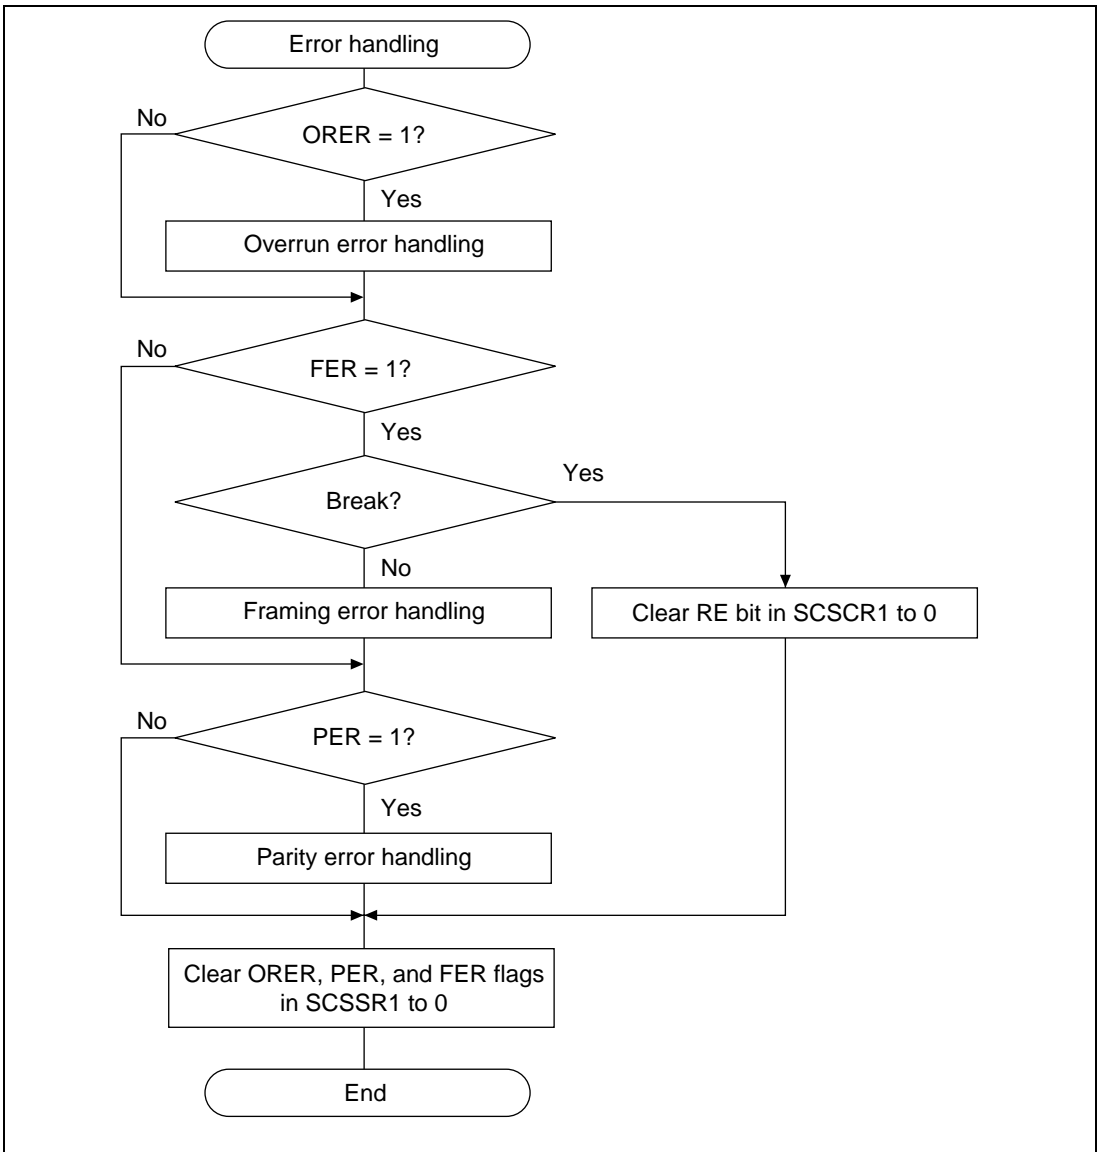 Error handling
No
ORER = 1?
Yes
Overrun error handling
No
FER = 1?
Yes
Yes
Break?
No
Framing error handling
Clear RE bit in SCSCR1 to 0
No
PER = 1?
Yes
Parity error handling
Clear ORER, PER, and FER flags
in SCSSR1 to 0
End